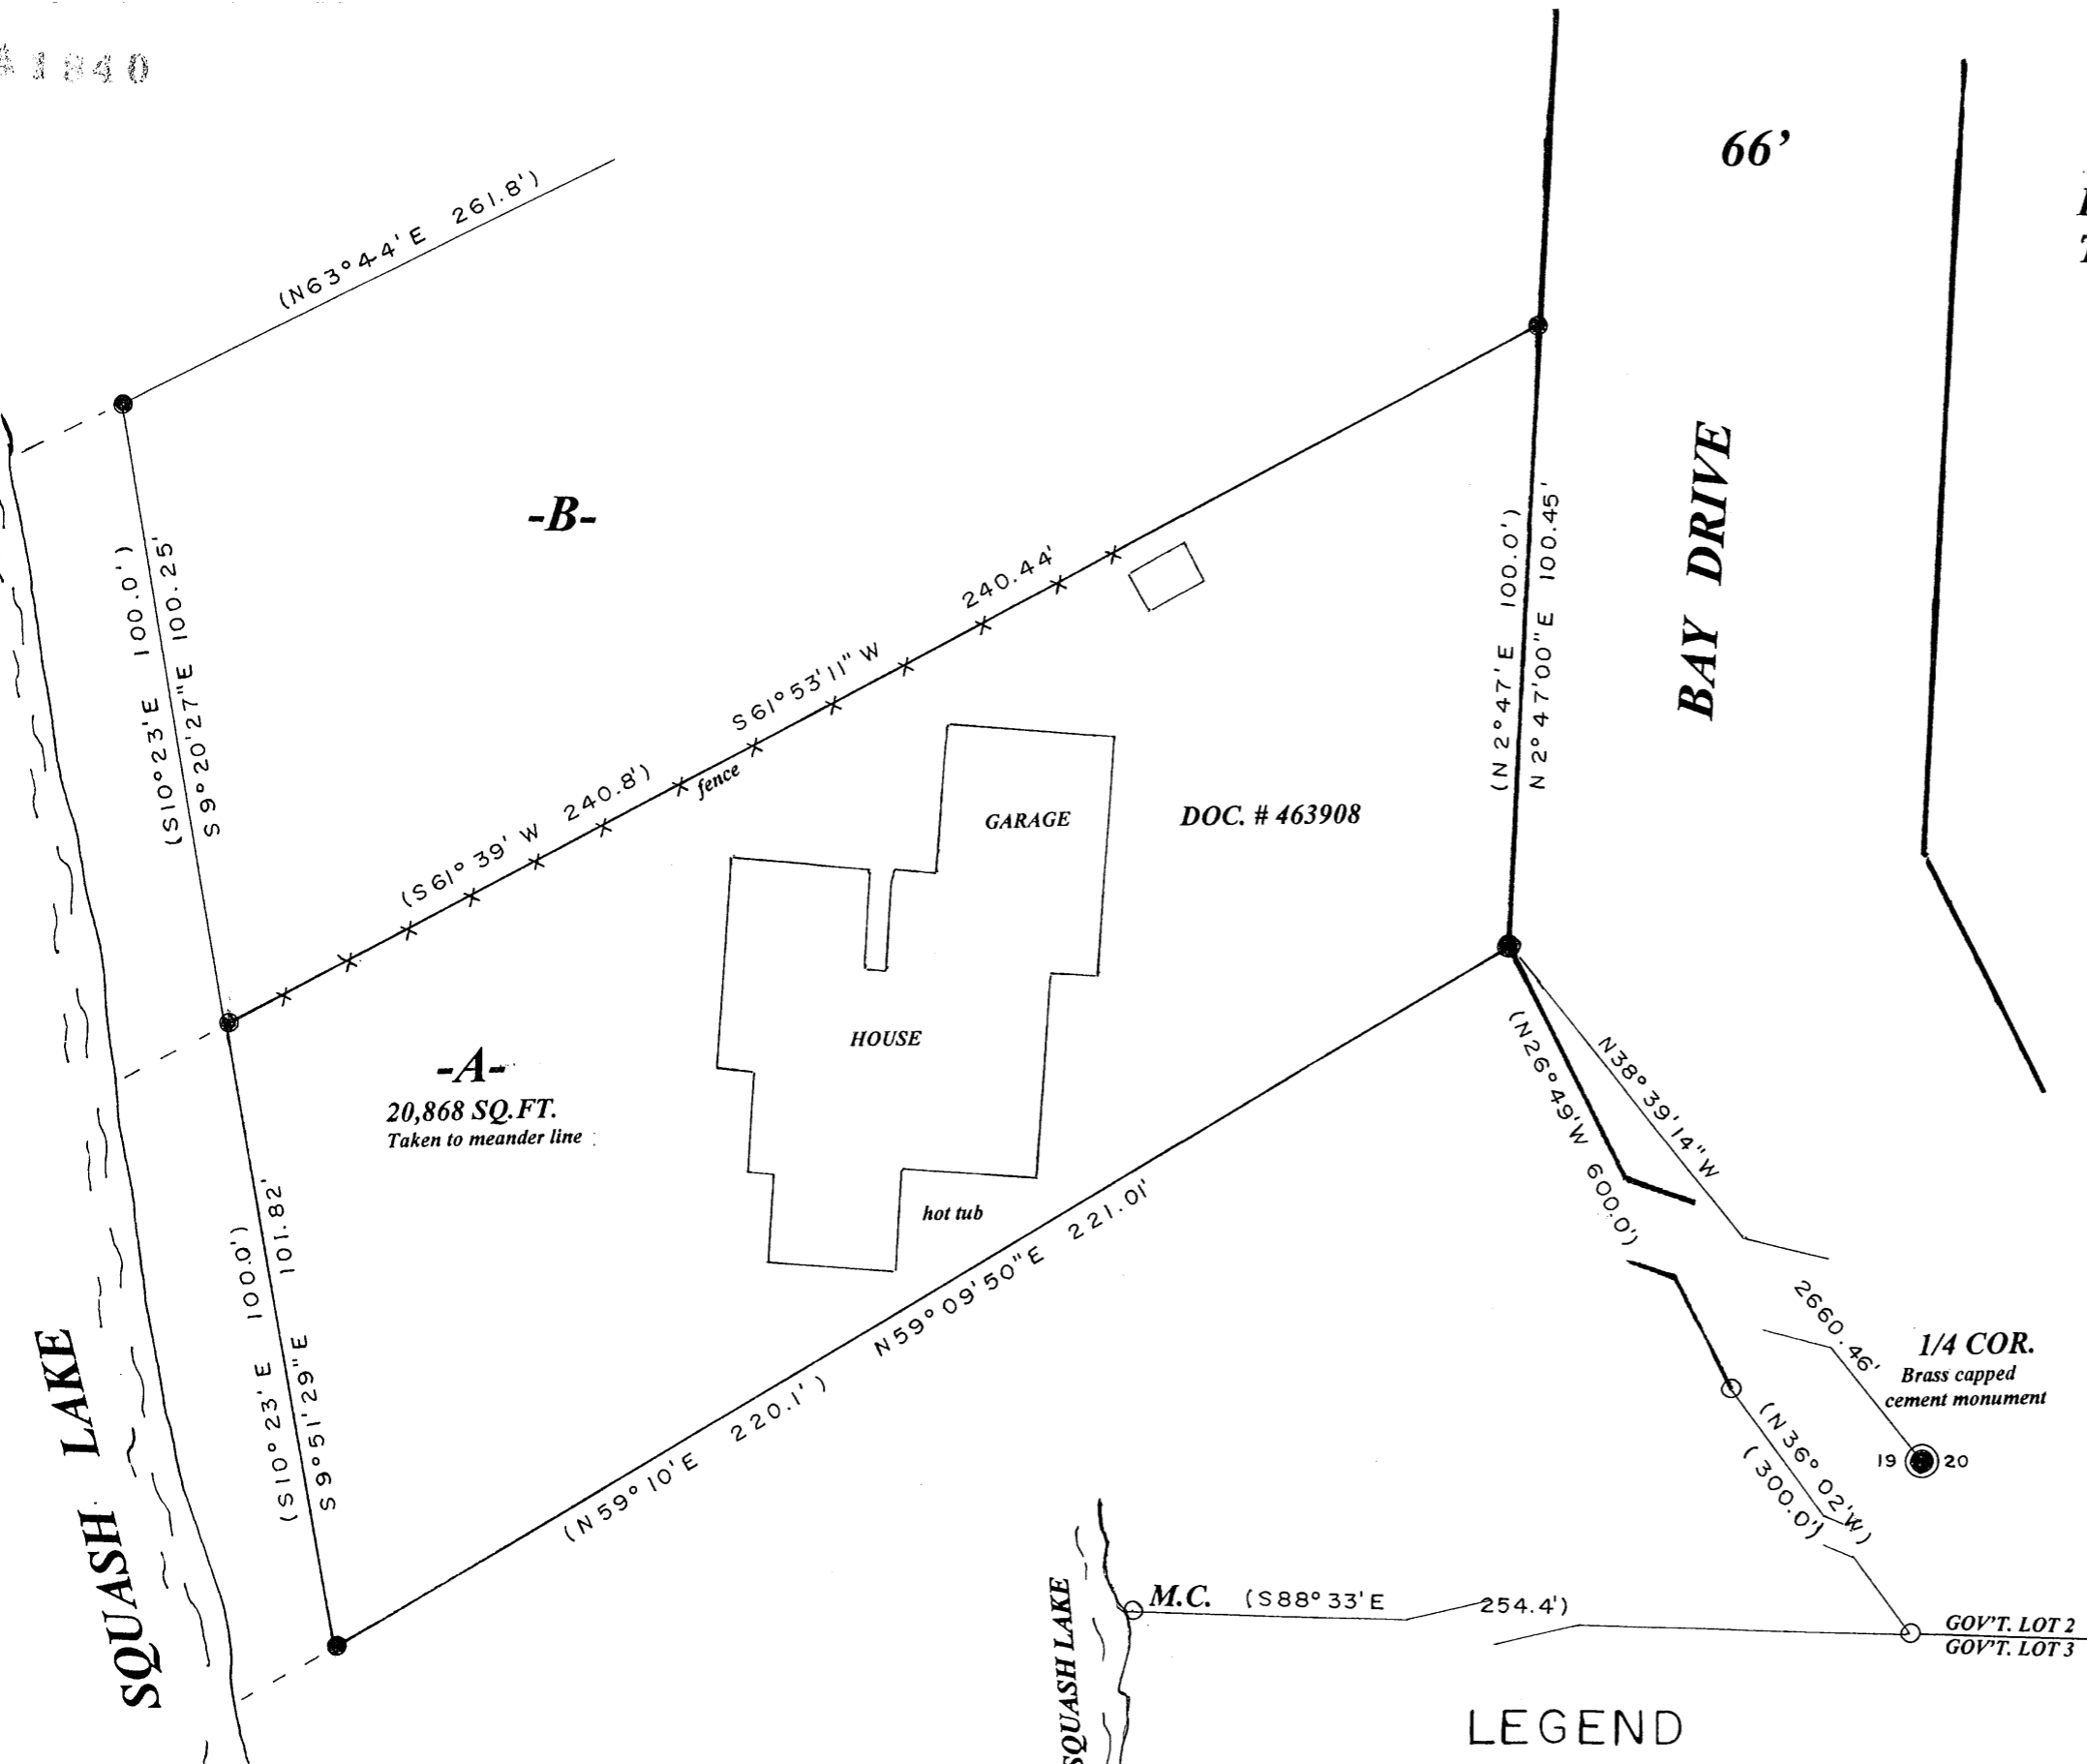 #1840
66'
(N63°44'E 261.8')
-B-
(S10°23'E 100.0')
S9°20'27"E 100.25'
(S61°39'W 240.8')
S61°53'11"W 240.44'
fence
(N2°47'E 100.0')
N2°47'00"E 100.45'
BAY DRIVE
GARAGE
DOC. # 463908
HOUSE
-A-
20,868 SQ.FT.
Taken to meander line
hot tub
(S10°23'E 100.0')
S9°51'29"E 101.82'
N59°09'50"E 221.01'
(N59°10'E 220.1')
(N26°49'W 600.0')
N38°39'14"W
2660.46'
1/4 COR.
Brass capped
cement monument
19 20
(N36°02'W)
(300.0')
SQUASH LAKE
SQUASH LAKE
M.C. (S88°33'E 254.4')
GOV'T. LOT 2
GOV'T. LOT 3
LEGEND